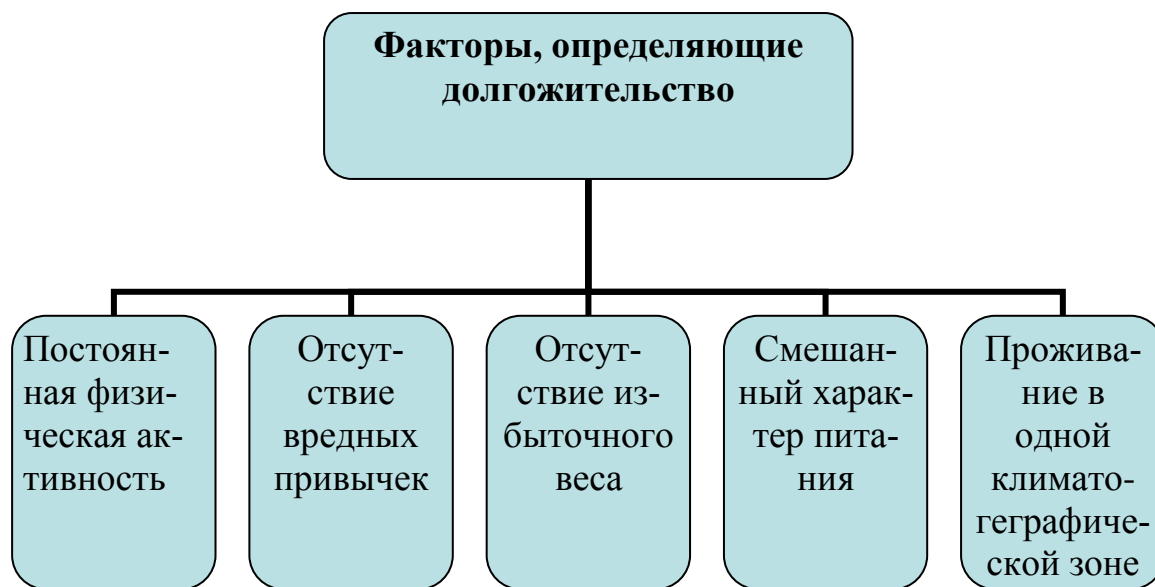 Факторы, определяющие
долгожительство
Постоян-
ная физи-
ческая ак-
тивность
Отсут-
ствие
вредных
привычек
Отсут-
ствие из-
быточного
веса
Смешан-
ный харак-
тер пита-
ния
Прожива-
ние в
одной
климато-
геграфиче-
ской зоне